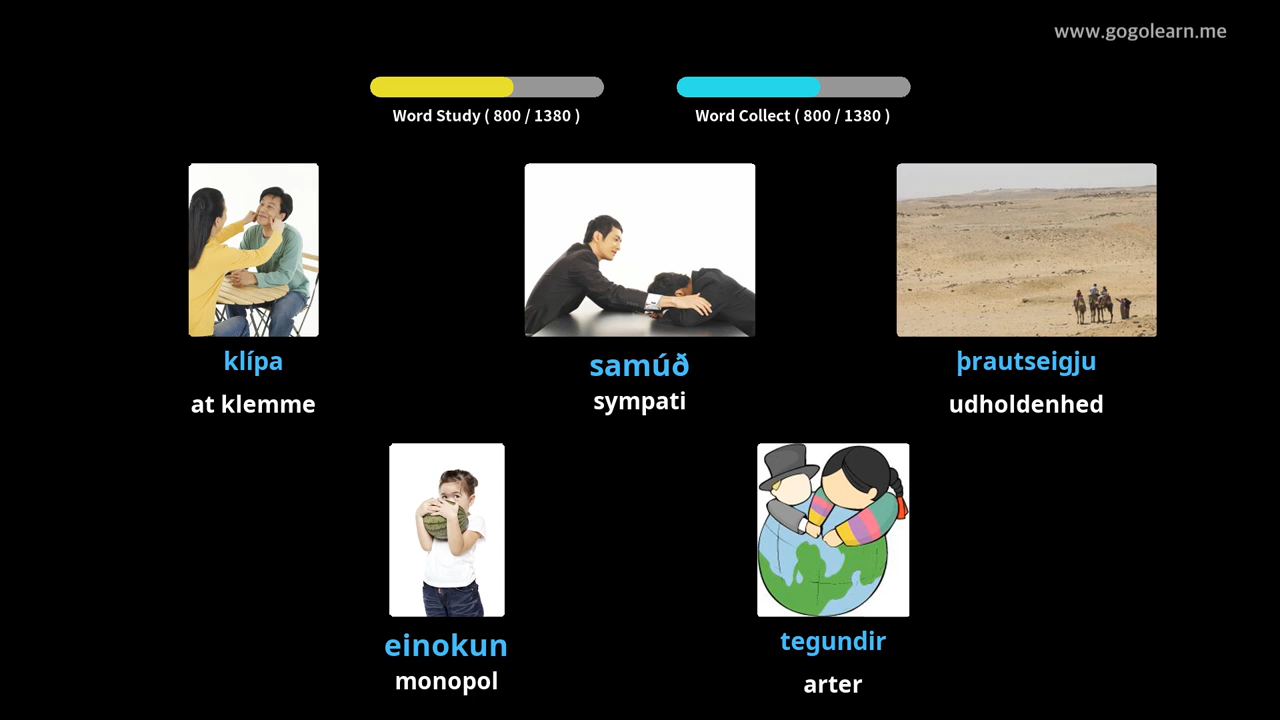 www.gogolearn.me
Word Study ( 800 / 1380 )
Word Collect ( 800 / 1380 )
klípa
at klemme
samúð
sympati
þrautseigju
udholdenhed
einokun
monopol
tegundir
arter